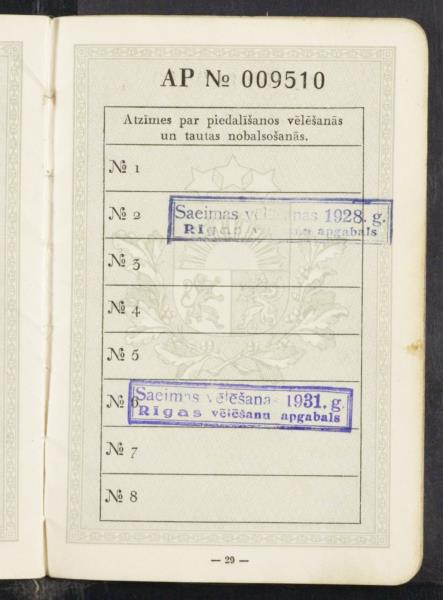 AP № 009510
Atzīmes par piedalīšanos vēlēšanās
un tautas nobalsošanās.
№ 1
№ 2
Saeimas 1928. g.
Rīgas apgabals
№ 3
№ 4
№ 5
№ 6
Saeimas vēlēšanas 1931. g.
Rīgas vēlēšanu apgabals
№ 7
№ 8
— 29 —